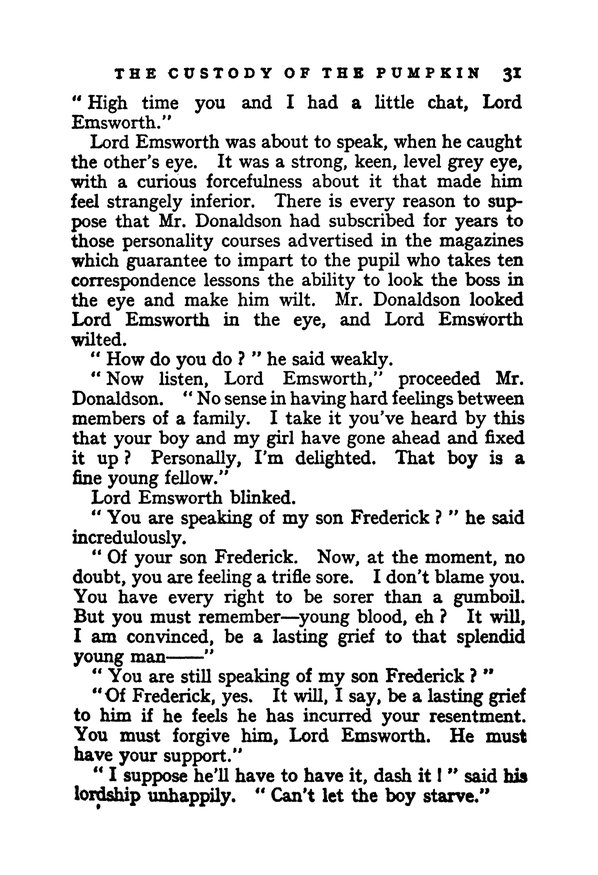 THE CUSTODY OF THE PUMPKIN 31
“ High time you and I had a little chat, Lord
Emsworth.”
Lord Emsworth was about to speak, when he caught
the other’s eye. It was a strong, keen, level grey eye,
with a curious forcefulness about it that made him
feel strangely inferior. There is every reason to sup-
pose that Mr. Donaldson had subscribed for years to
those personality courses advertised in the magazines
which guarantee to impart to the pupil who takes ten
correspondence lessons the ability to look the boss in
the eye and make him wilt. Mr. Donaldson looked
Lord Emsworth in the eye, and Lord Emsworth
wilted.
“ How do you do ? ” he said weakly.
“ Now listen, Lord Emsworth,” proceeded Mr.
Donaldson. “ No sense in having hard feelings between
members of a family. I take it you’ve heard by this
that your boy and my girl have gone ahead and fixed
it up ? Personally, I’m delighted. That boy is a
fine young fellow.”
Lord Emsworth blinked.
“ You are speaking of my son Frederick ? ” he said
incredulously.
“ Of your son Frederick. Now, at the moment, no
doubt, you are feeling a trifle sore. I don’t blame you.
You have every right to be sorer than a gumboil.
But you must remember—young blood, eh ? It will,
I am convinced, be a lasting grief to that splendid
young man——”
“ You are still speaking of my son Frederick ? ”
“ Of Frederick, yes. It will, I say, be a lasting grief
to him if he feels he has incurred your resentment.
You must forgive him, Lord Emsworth. He must
have your support.”
“ I suppose he’ll have to have it, dash it ! ” said his
lordship unhappily. “ Can’t let the boy starve.”